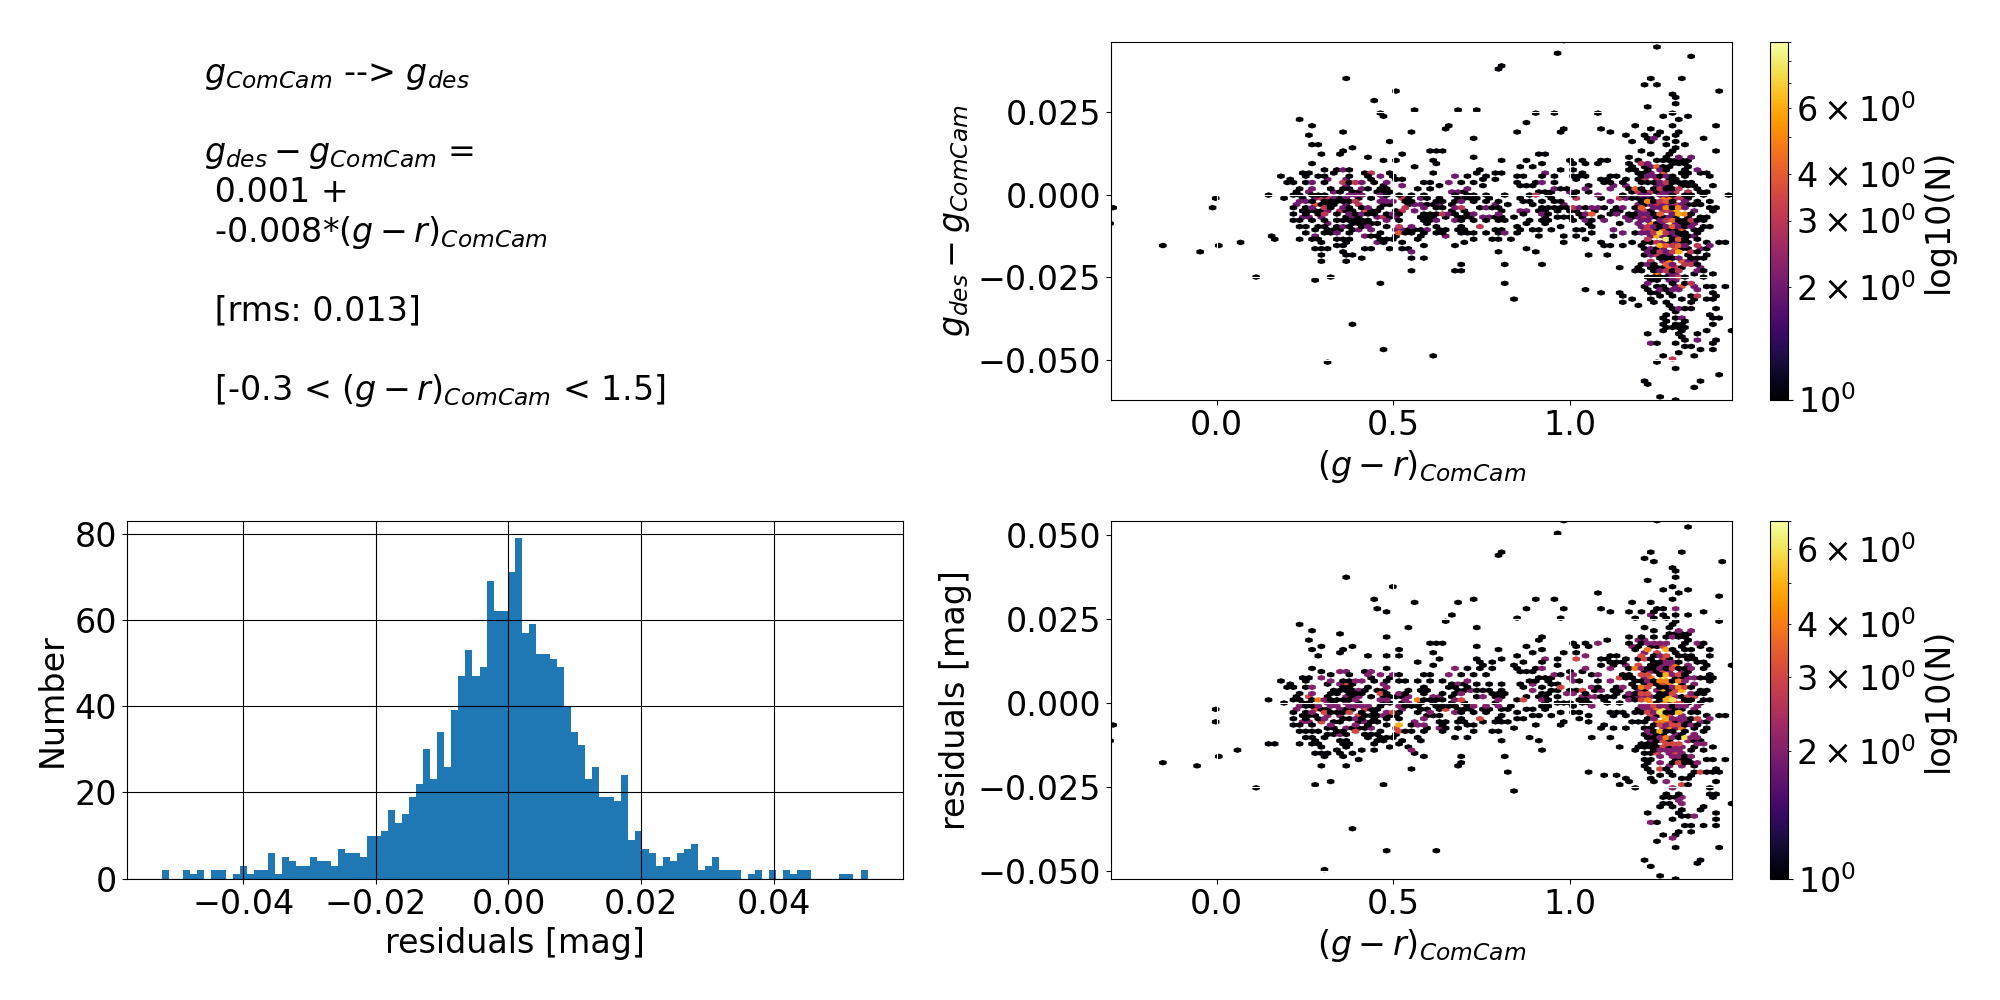 g_ComCam --> g_des
g_des − g_ComCam =
0.001 +
-0.008*(g − r)_ComCam
[rms: 0.013]
[-0.3 < (g − r)_ComCam < 1.5]
g_des − g_ComCam
0.025
0.000
−0.025
−0.050
0.0 0.5 1.0
(g − r)_ComCam
6 × 10^0
4 × 10^0
3 × 10^0
2 × 10^0
10^0
log10(N)
Number
80
60
40
20
0
−0.04 −0.02 0.00 0.02 0.04
residuals [mag]
residuals [mag]
0.050
0.025
0.000
−0.025
−0.050
0.0 0.5 1.0
(g − r)_ComCam
6 × 10^0
4 × 10^0
3 × 10^0
2 × 10^0
10^0
log10(N)